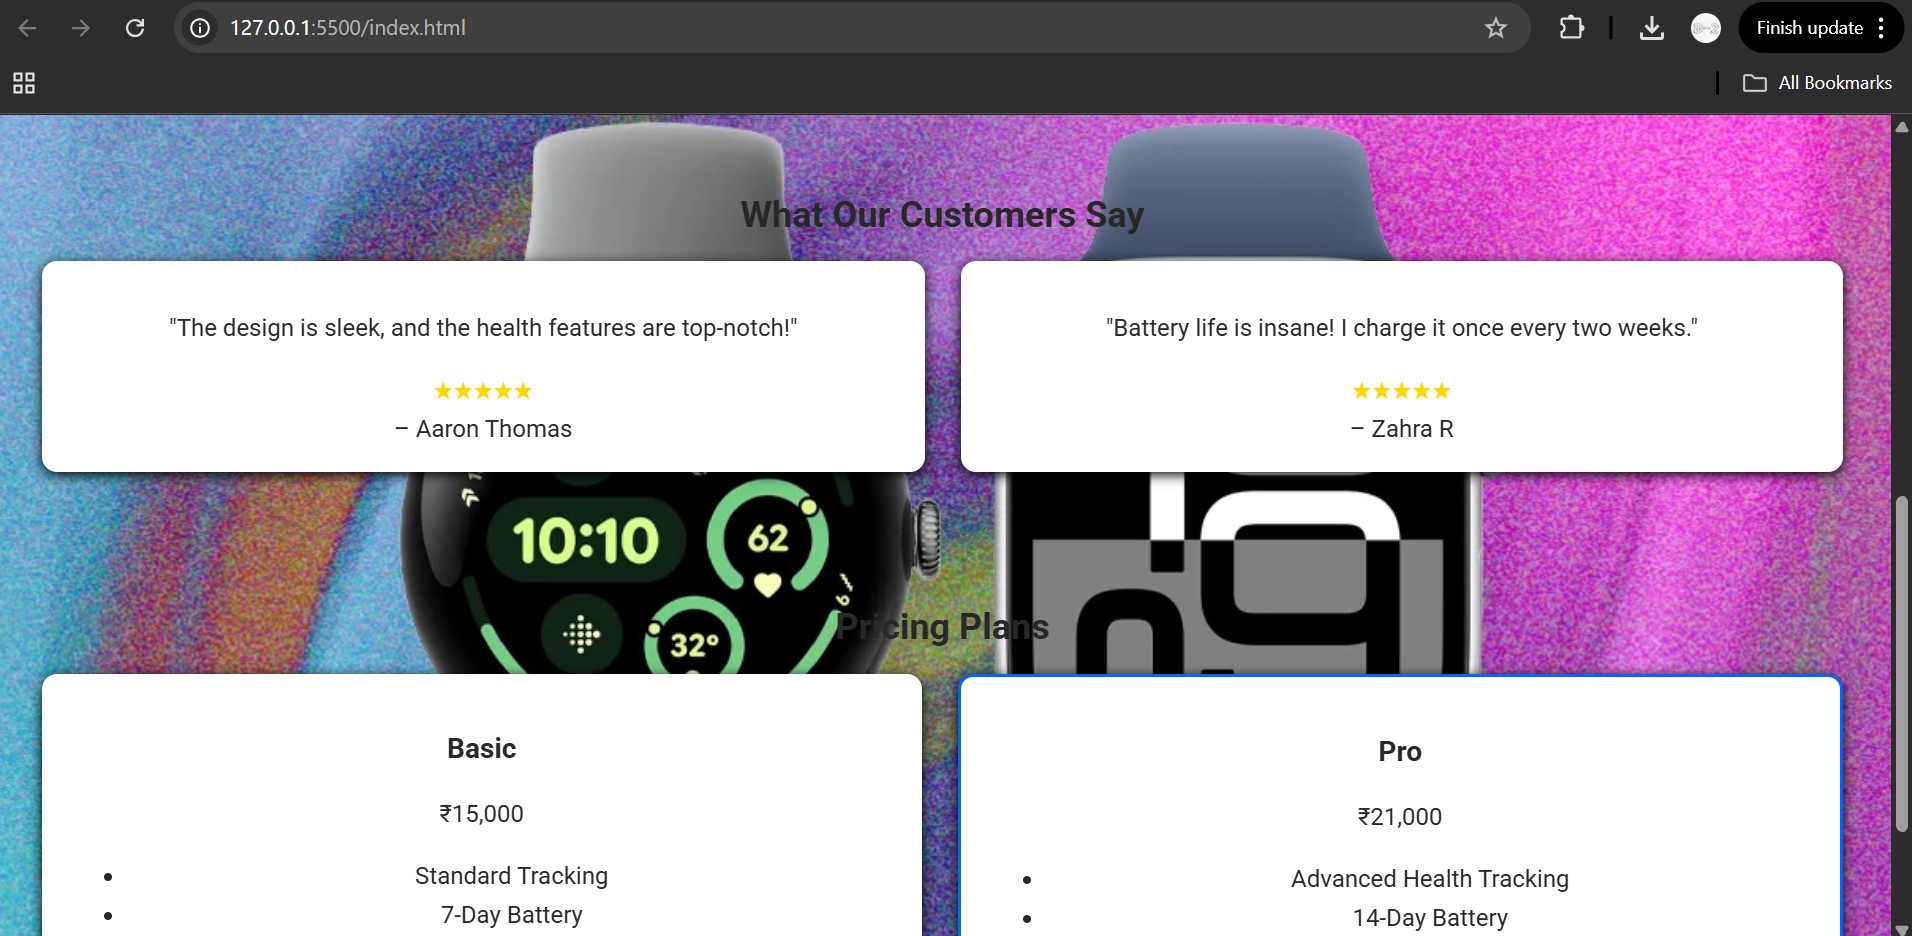 127.0.0.1:5500/index.html
Finish update
All Bookmarks
What Our Customers Say
"The design is sleek, and the health features are top-notch!"
★★★★★
– Aaron Thomas
"Battery life is insane! I charge it once every two weeks."
★★★★★
– Zahra R
10:10
62
32°
Pricing Plans
Basic
₹15,000
• Standard Tracking
• 7-Day Battery
Pro
₹21,000
• Advanced Health Tracking
• 14-Day Battery